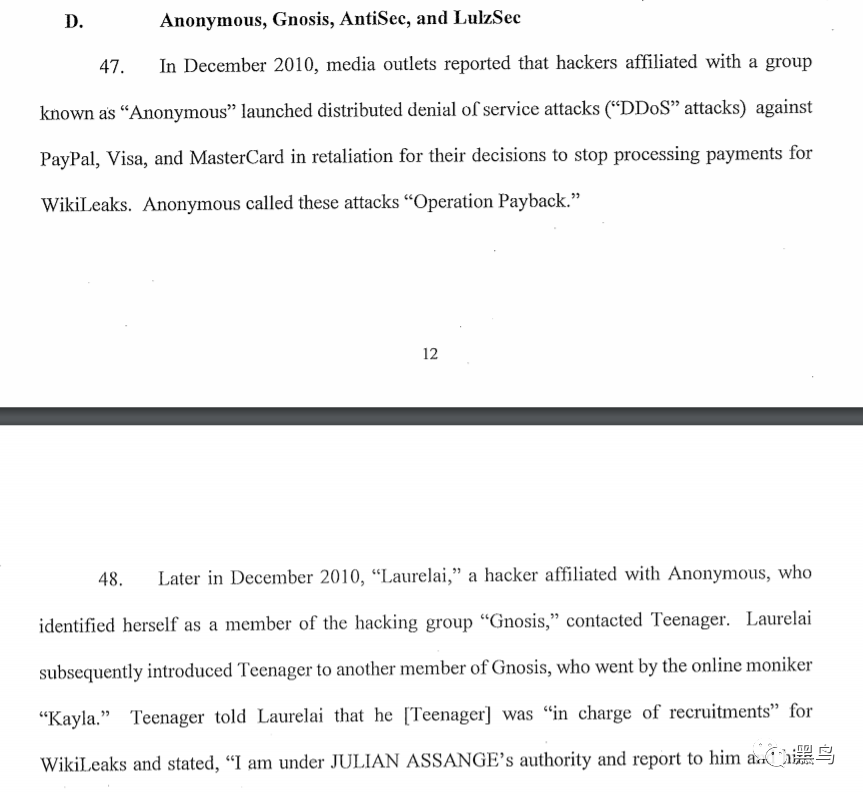 D. Anonymous, Gnosis, AntiSec, and LulzSec
47. In December 2010, media outlets reported that hackers affiliated with a group
known as “Anonymous” launched distributed denial of service attacks (“DDoS” attacks) against
PayPal, Visa, and MasterCard in retaliation for their decisions to stop processing payments for
WikiLeaks. Anonymous called these attacks “Operation Payback.”
12
48. Later in December 2010, “Laurelai,” a hacker affiliated with Anonymous, who
identified herself as a member of the hacking group “Gnosis,” contacted Teenager. Laurelai
subsequently introduced Teenager to another member of Gnosis, who went by the online moniker
“Kayla.” Teenager told Laurelai that he [Teenager] was “in charge of recruitments” for
WikiLeaks and stated, “I am under JULIAN ASSANGE’s authority and report to him
黑鸟